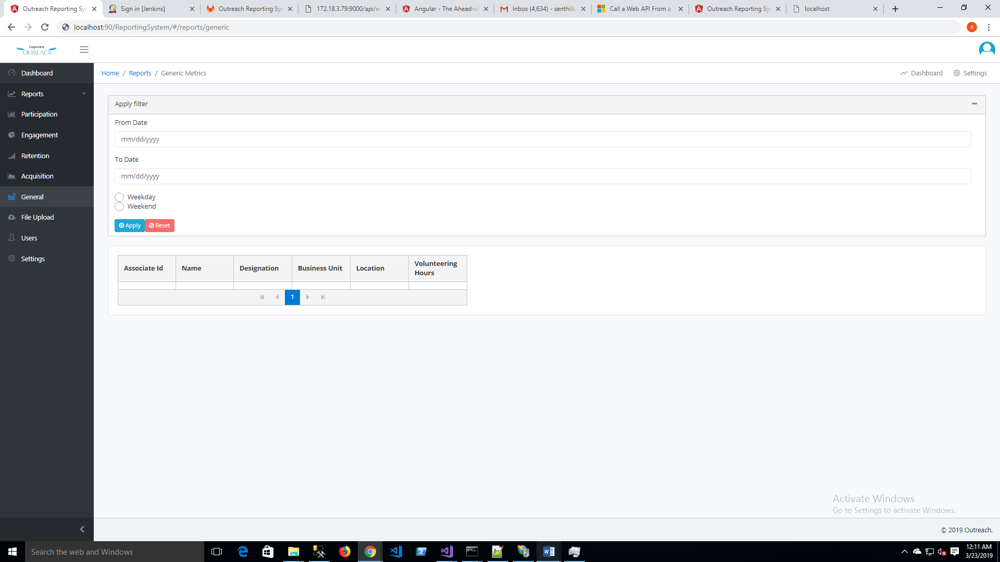 Outreach Reporting Sys
Sign in [Jenkins]
Outreach Reporting Sys
172.18.3.79:9000/api/ev
Angular - The Ahead-o
Inbox (4,634) - senthilk
Call a Web API From a
Outreach Reporting Sys
localhost
localhost:90/ReportingSystem/#/reports/generic
S
Cognizant
OUTREACH
Dashboard
Reports
Participation
Engagement
Retention
Acquisition
General
File Upload
Users
Settings
Home / Reports / Generic Metrics
Dashboard
Settings
Apply filter
From Date
mm/dd/yyyy
To Date
mm/dd/yyyy
Weekday
Weekend
Apply
Reset
Associate Id
Name
Designation
Business Unit
Location
Volunteering
Hours
1
Activate Windows
Go to Settings to activate Windows.
© 2019 Outreach.
Search the web and Windows
12:11 AM
3/23/2019